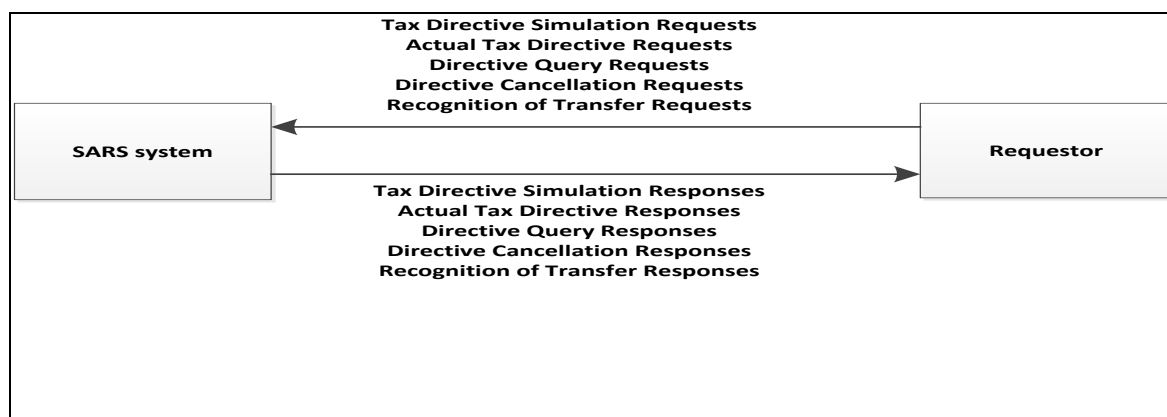 Tax Directive Simulation Requests
Actual Tax Directive Requests
Directive Query Requests
Directive Cancellation Requests
Recognition of Transfer Requests
SARS system
Requestor
Tax Directive Simulation Responses
Actual Tax Directive Responses
Directive Query Responses
Directive Cancellation Responses
Recognition of Transfer Responses